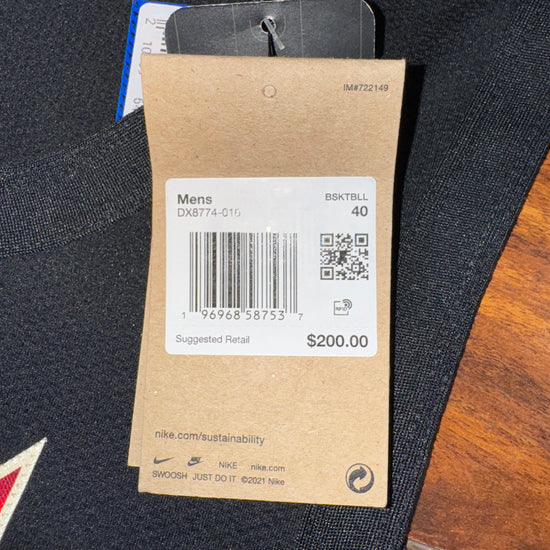 IM#722149
Mens
BSKTBLL
DX8774-010
40
1 96968 58753 7
RFID
Suggested Retail
$200.00
nike.com/sustainability
NIKE nike.com
SWOOSH JUST DO IT ©2021 Nike